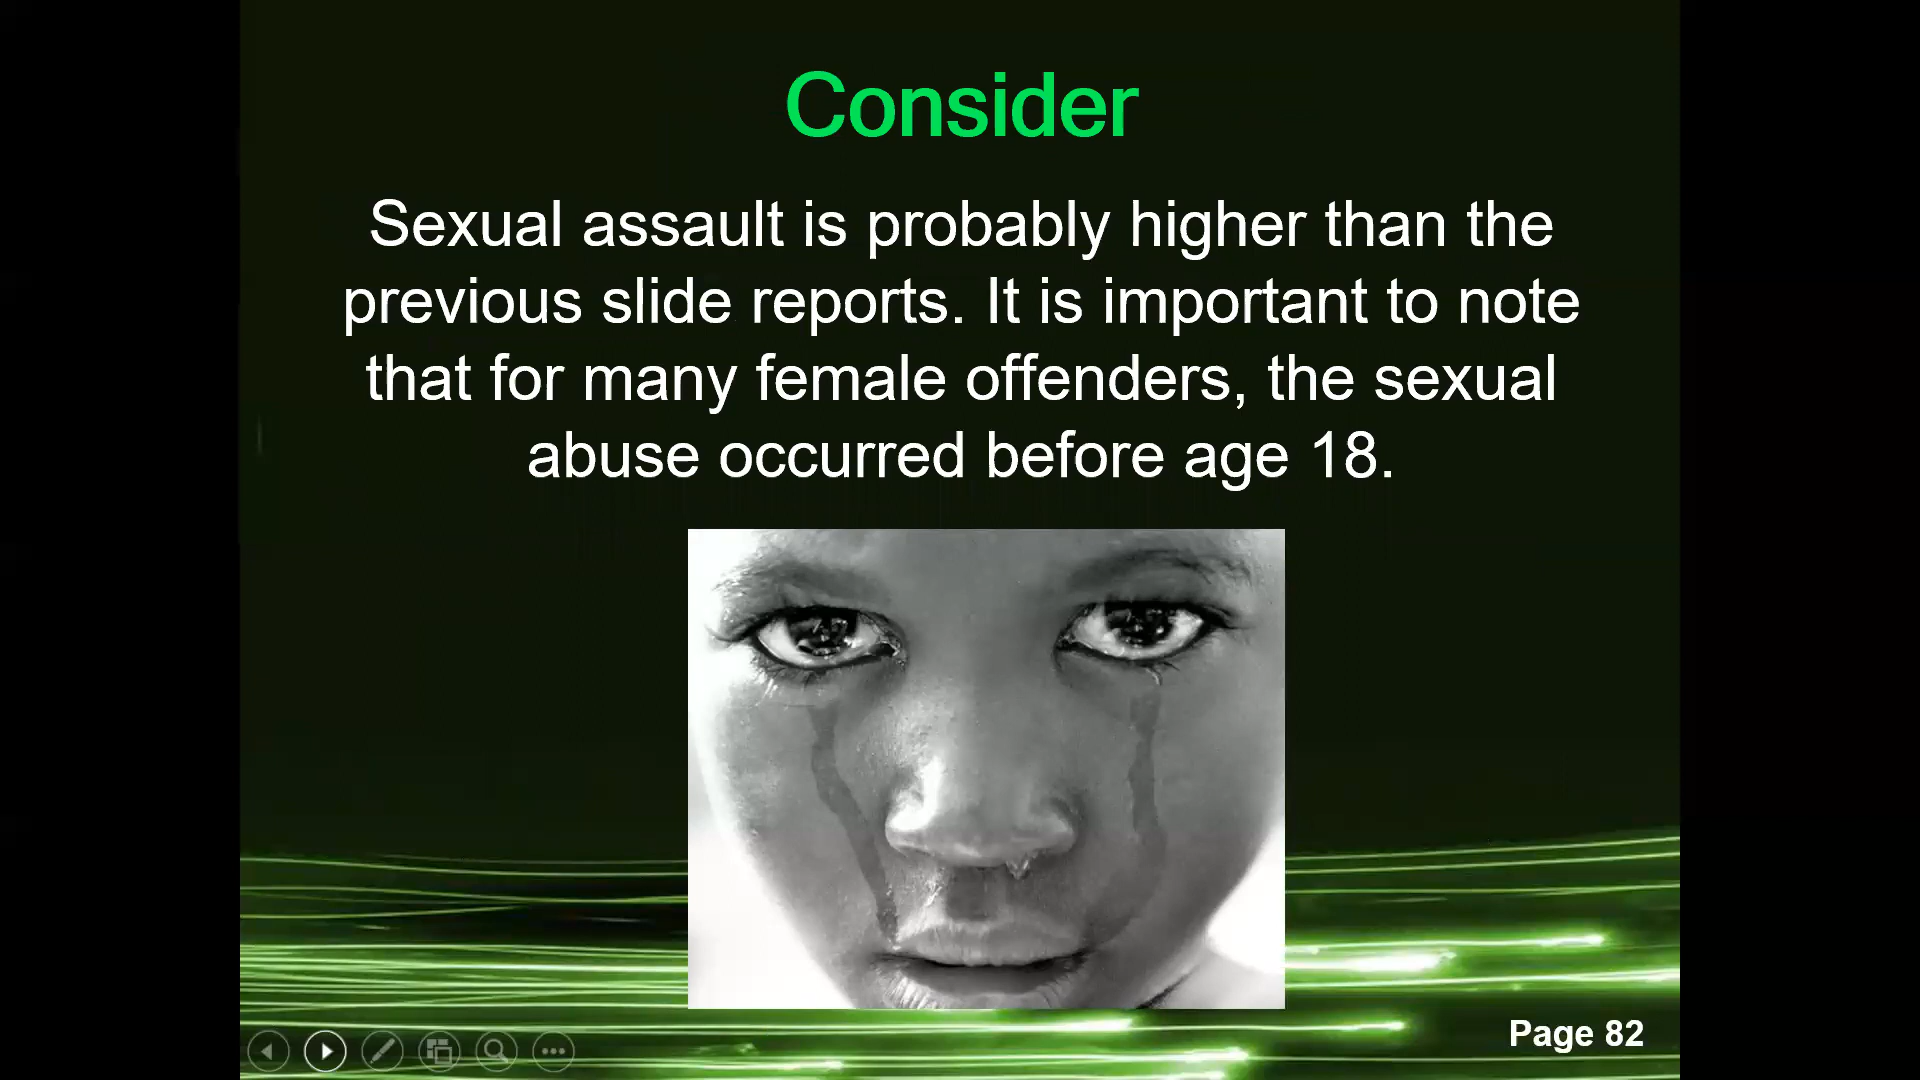 Consider
Sexual assault is probably higher than the
previous slide reports. It is important to note
that for many female offenders, the sexual
abuse occurred before age 18.
Page 82